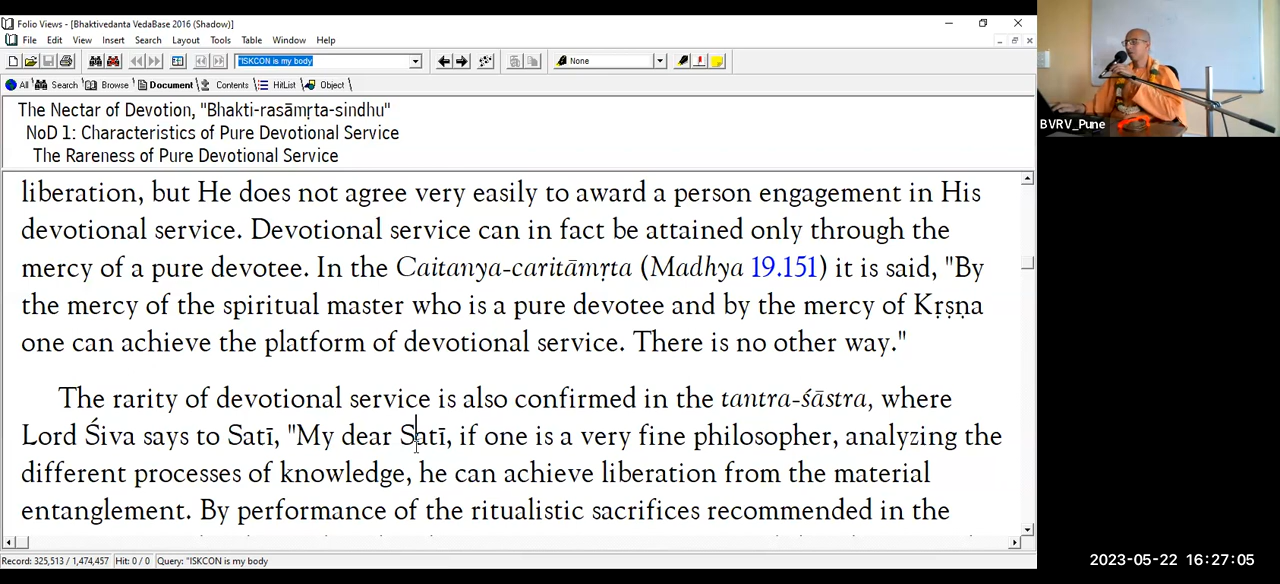 Folio Views - [Bhaktivedanta VedaBase 2016 (Shadow)]
File Edit View Insert Search Layout Tools Table Window Help
"ISKCON is my body
None
All Search Browse Document Contents HitList Object
The Nectar of Devotion, "Bhakti-rasāmṛta-sindhu"
NoD 1: Characteristics of Pure Devotional Service
The Rareness of Pure Devotional Service
liberation, but He does not agree very easily to award a person engagement in His
devotional service. Devotional service can in fact be attained only through the
mercy of a pure devotee. In the Caitanya-caritāmṛta (Madhya 19.151) it is said, "By
the mercy of the spiritual master who is a pure devotee and by the mercy of Kṛṣṇa
one can achieve the platform of devotional service. There is no other way."
The rarity of devotional service is also confirmed in the tantra-śāstra, where
Lord Śiva says to Satī, "My dear Satī, if one is a very fine philosopher, analyzing the
different processes of knowledge, he can achieve liberation from the material
entanglement. By performance of the ritualistic sacrifices recommended in the
Record: 325,513 / 1,474,457 Hit: 0 / 0 Query: "ISKCON is my body
BVRV_Pune
2023-05-22 16:27:05